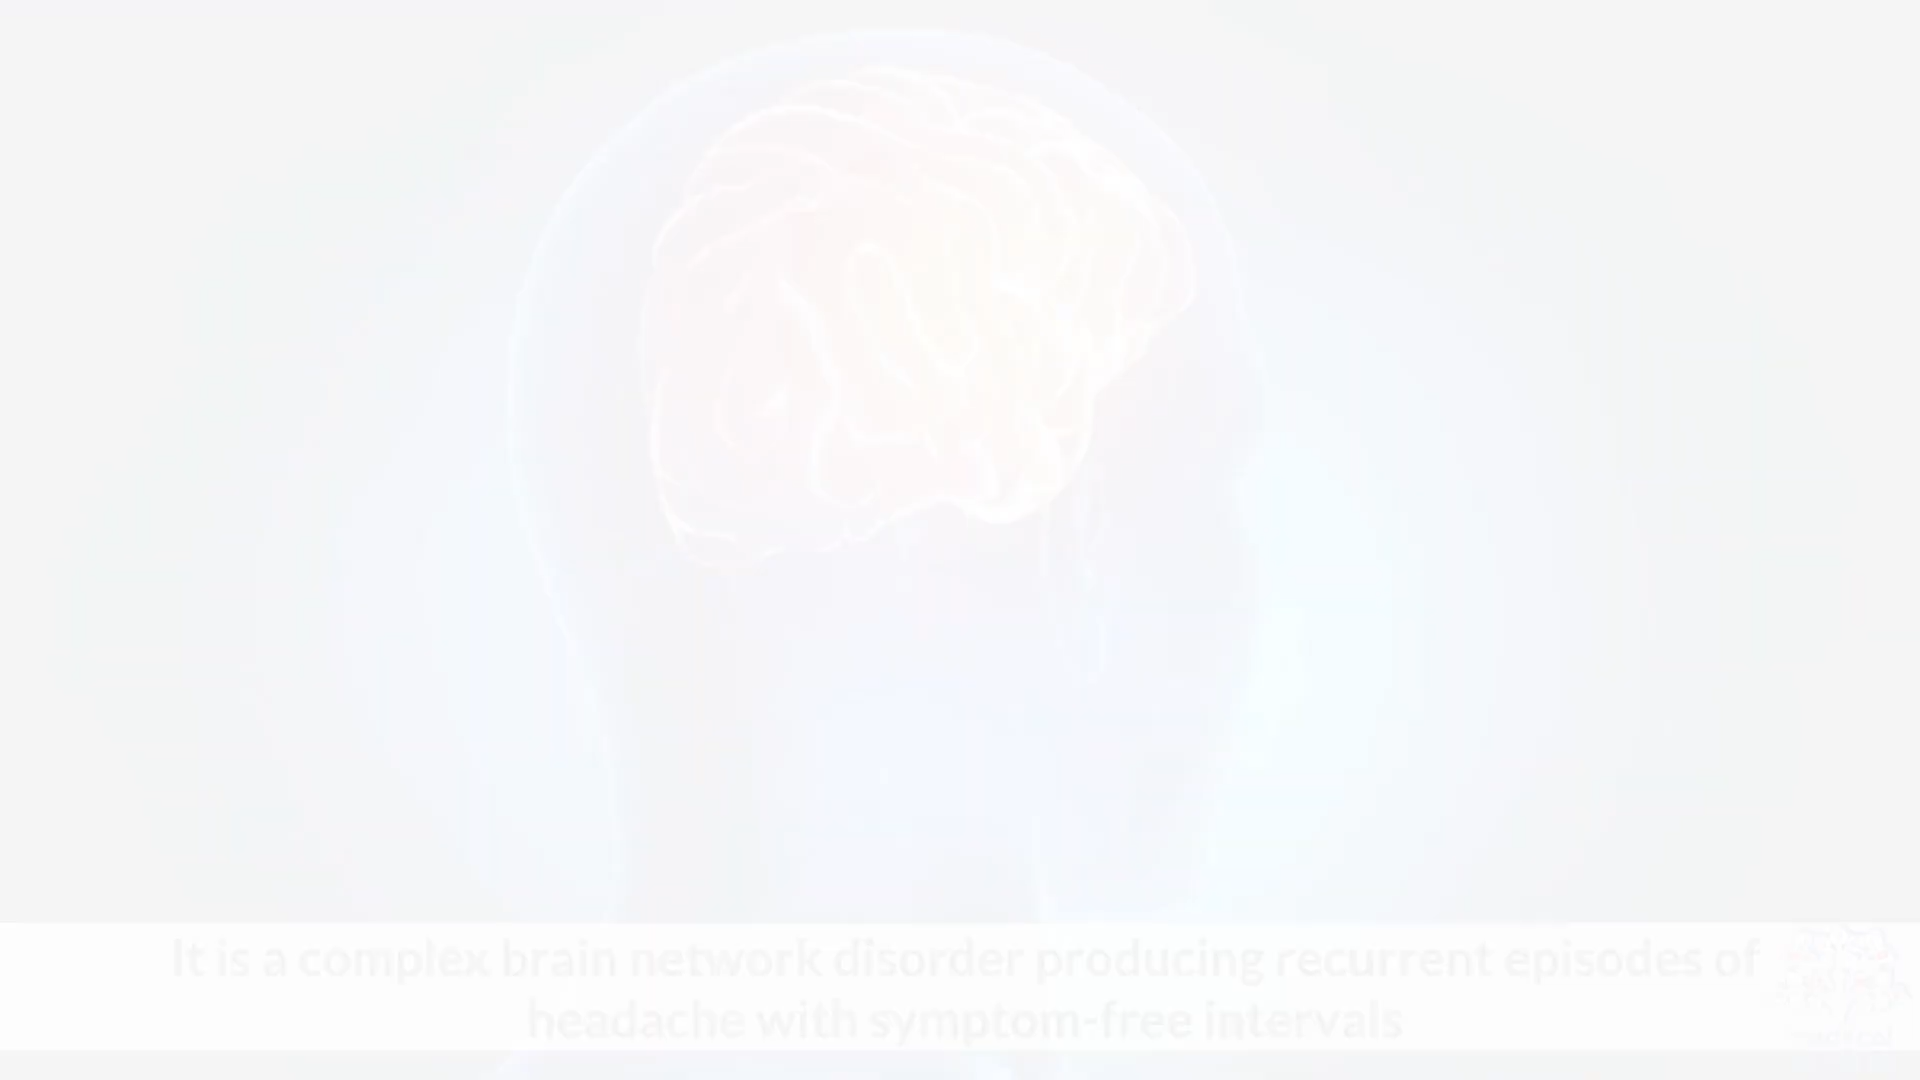 It is a complex brain network disorder producing recurrent episodes of
headache with symptom-free intervals